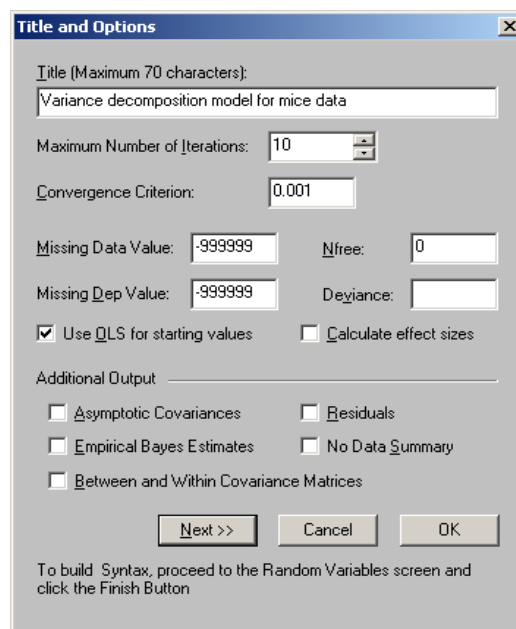 Title and Options
Title (Maximum 70 characters):
Variance decomposition model for mice data
Maximum Number of Iterations: 10
Convergence Criterion: 0.001
Missing Data Value: -999999 Nfree: 0
Missing Dep Value: -999999 Deviance:
Use OLS for starting values Calculate effect sizes
Additional Output
Asymptotic Covariances Residuals
Empirical Bayes Estimates No Data Summary
Between and Within Covariance Matrices
Next >> Cancel OK
To build Syntax, proceed to the Random Variables screen and
click the Finish Button